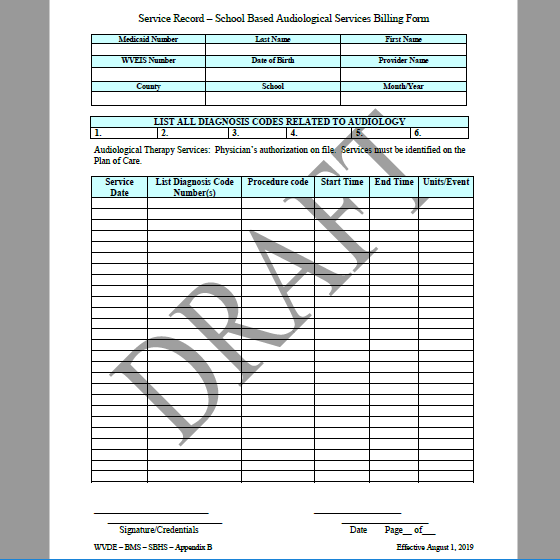 Service Record – School Based Audiological Services Billing Form
Medicaid Number Last Name First Name
WVEIS Number Date of Birth Provider Name
County School Month/Year
LIST ALL DIAGNOSIS CODES RELATED TO AUDIOLOGY
1. 2. 3. 4. 5. 6.
Audiological Therapy Services: Physician's authorization on file. Services must be identified on the
Plan of Care.
Service Date List Diagnosis Code Number(s) Procedure code Start Time End Time Units/Event
DRAFT
Signature/Credentials Date Page__ of__
WVDE – BMS – SBHS – Appendix B Effective August 1, 2019